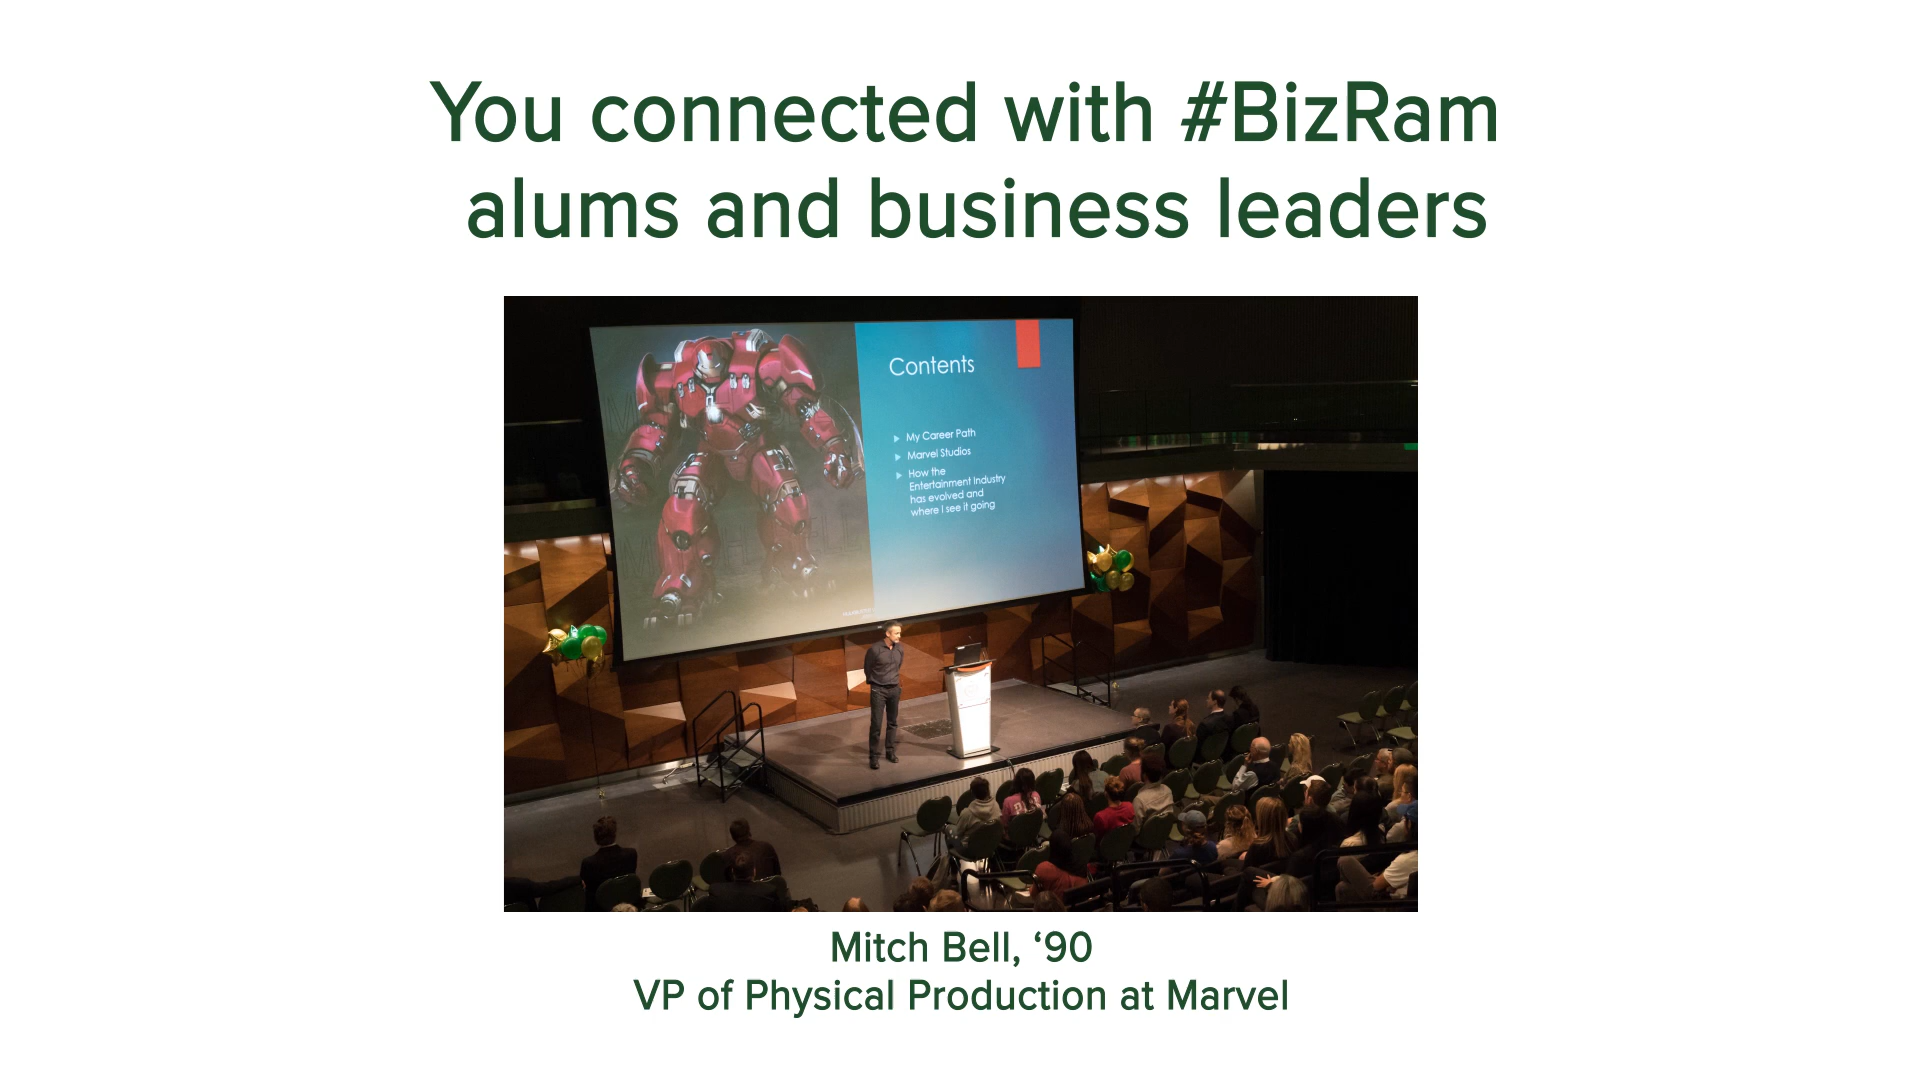 You connected with #BizRam
alums and business leaders
Contents
My Career Path
Marvel Studios
How the
Entertainment Industry
has evolved and
where I see it going
Mitch Bell, ‘90
VP of Physical Production at Marvel